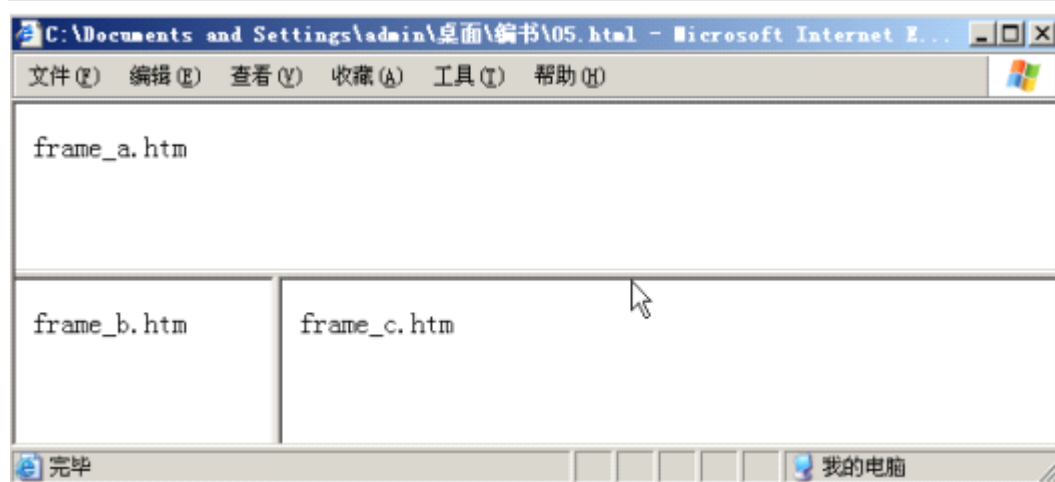 C:\Documents and Settings\admin\桌面\编书\05.html - Microsoft Internet E...
文件(F) 编辑(E) 查看(V) 收藏(A) 工具(T) 帮助(H)
frame_a.htm
frame_b.htm frame_c.htm
完毕 我的电脑